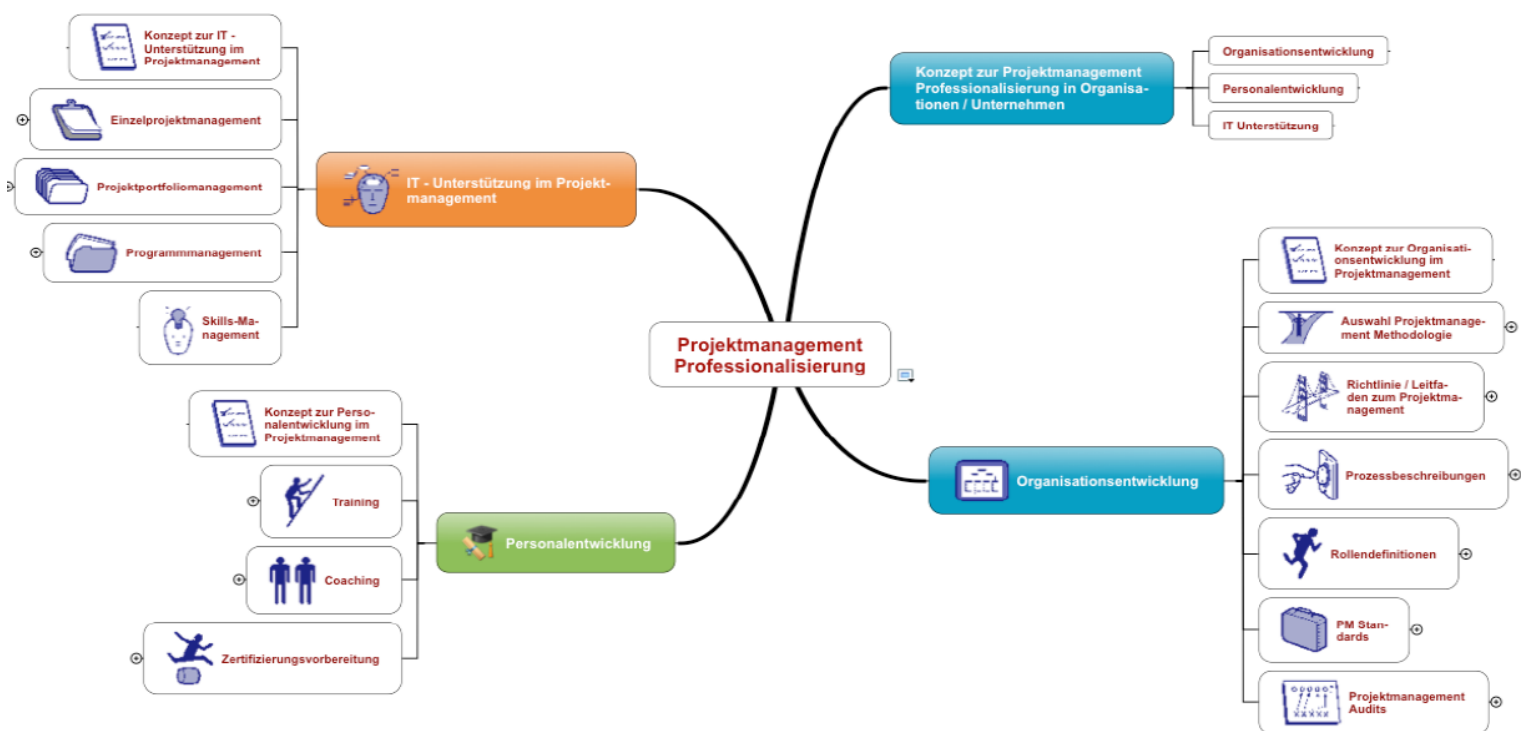 Projektmanagement
Professionalisierung
Konzept zur Projektmanagement
Professionalisierung in Organisa-
tionen / Unternehmen
Organisationsentwicklung
Personalentwicklung
IT Unterstützung
Organisationsentwicklung
Konzept zur Organisati-
onsentwicklung im
Projektmanagement
Auswahl Projektmanage-
ment Methodologie
Richtlinie / Leitfa-
den zum Projektma-
nagement
Prozessbeschreibungen
Rollendefinitionen
PM Stan-
dards
Projektmanagement
Audits
IT - Unterstützung im Projekt-
management
Konzept zur IT -
Unterstützung im
Projektmanagement
Einzelprojektmanagement
Projektportfoliomanagement
Programmmanagement
Skills-Ma-
nagement
Personalentwicklung
Konzept zur Perso-
nalentwicklung im
Projektmanagement
Training
Coaching
Zertifizierungsvorbereitung